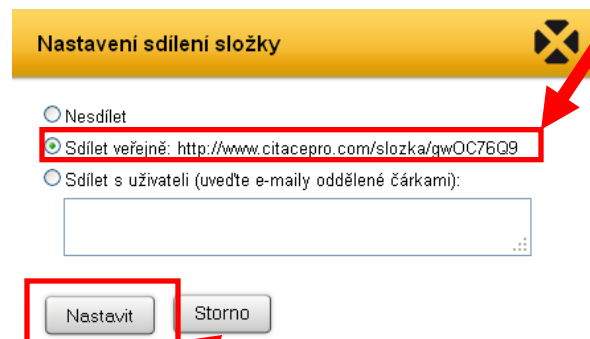 Nastavení sdílení složky
Nesdílet
Sdílet veřejně: http://www.citacepro.com/slozka/gwOC76Q9
Sdílet s uživateli (uveďte e-maily oddělené čárkami):
Nastavit
Storno